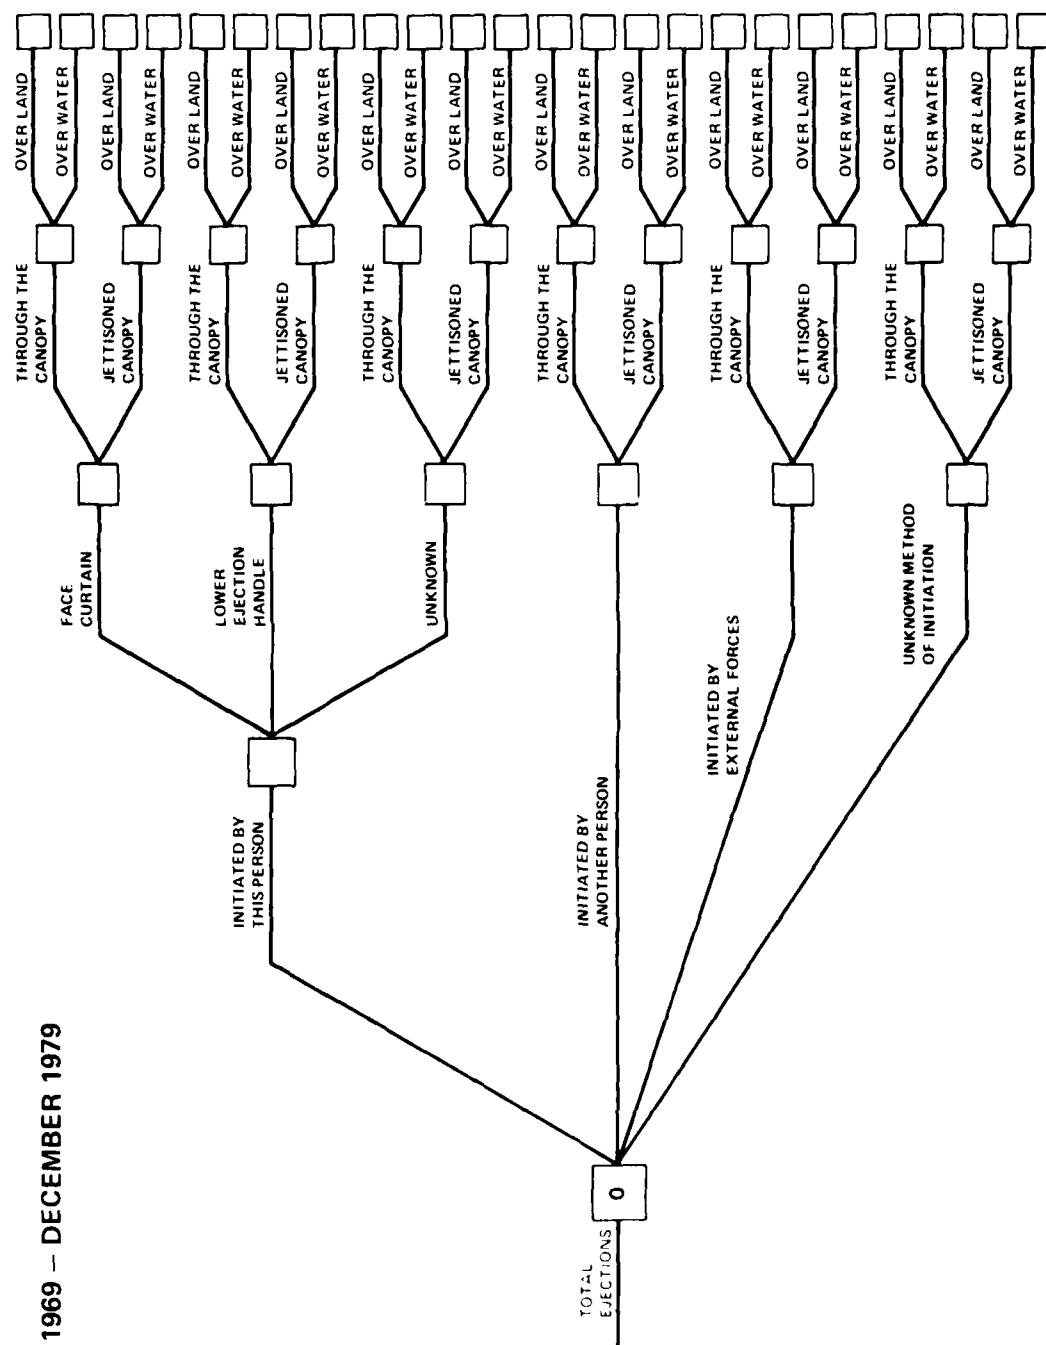 1969 – DECEMBER 1979
TOTAL
EJECTIONS
0
INITIATED BY
THIS PERSON
INITIATED BY
ANOTHER PERSON
INITIATED BY
EXTERNAL FORCES
UNKNOWN METHOD
OF INITIATION
FACE
CURTAIN
LOWER
EJECTION
HANDLE
UNKNOWN
THROUGH THE
CANOPY
JETTISONED
CANOPY
THROUGH THE
CANOPY
JETTISONED
CANOPY
THROUGH THE
CANOPY
JETTISONED
CANOPY
THROUGH THE
CANOPY
JETTISONED
CANOPY
THROUGH THE
CANOPY
JETTISONED
CANOPY
THROUGH THE
CANOPY
JETTISONED
CANOPY
OVER LAND
OVER WATER
OVER LAND
OVER WATER
OVER LAND
OVER WATER
OVER LAND
OVER WATER
OVER LAND
OVER WATER
OVER LAND
OVER WATER
OVER LAND
OVER WATER
OVER LAND
OVER WATER
OVER LAND
OVER WATER
OVER LAND
OVER WATER
OVER LAND
OVER WATER
OVER LAND
OVER WATER